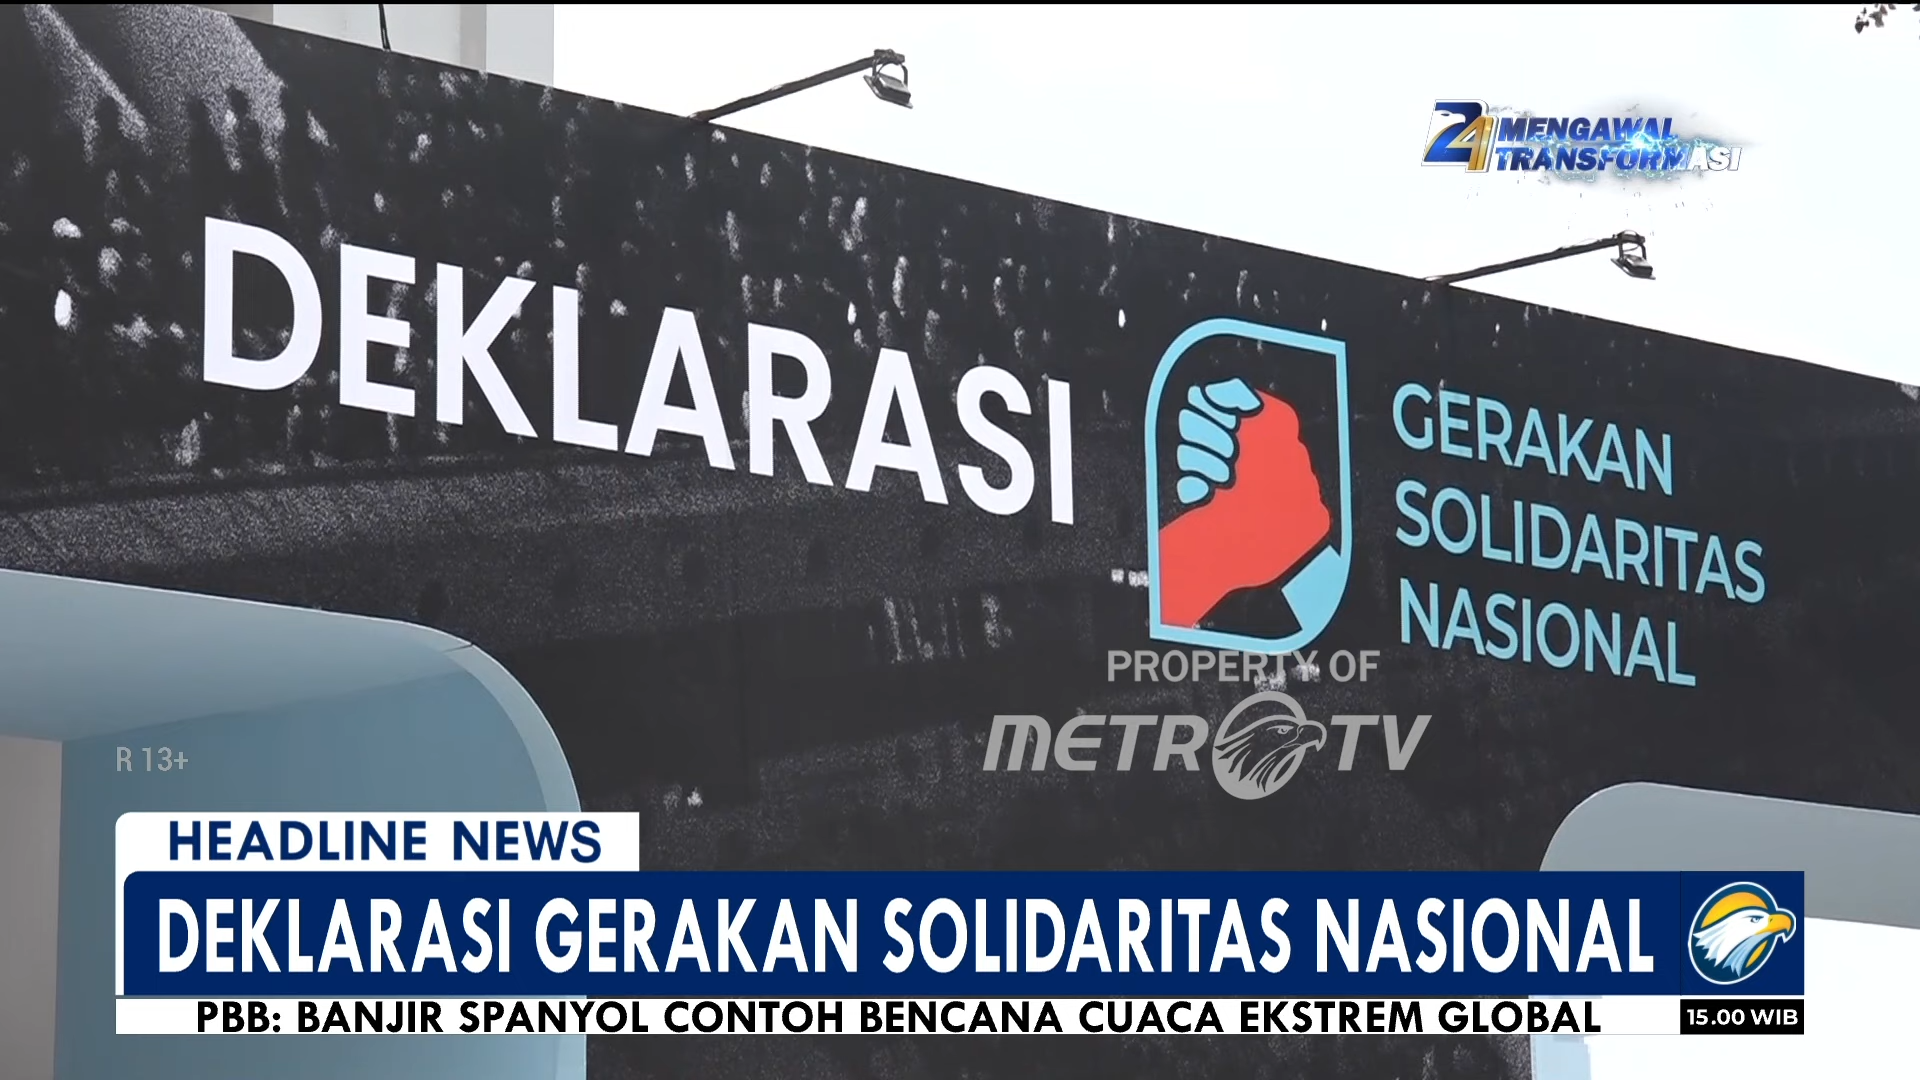 24 MENGAWAL
TRANSFORMASI
DEKLARASI
GERAKAN
SOLIDARITAS
NASIONAL
PROPERTY OF
METRO TV
R 13+
HEADLINE NEWS
DEKLARASI GERAKAN SOLIDARITAS NASIONAL
PBB: BANJIR SPANYOL CONTOH BENCANA CUACA EKSTREM GLOBAL
15.00 WIB